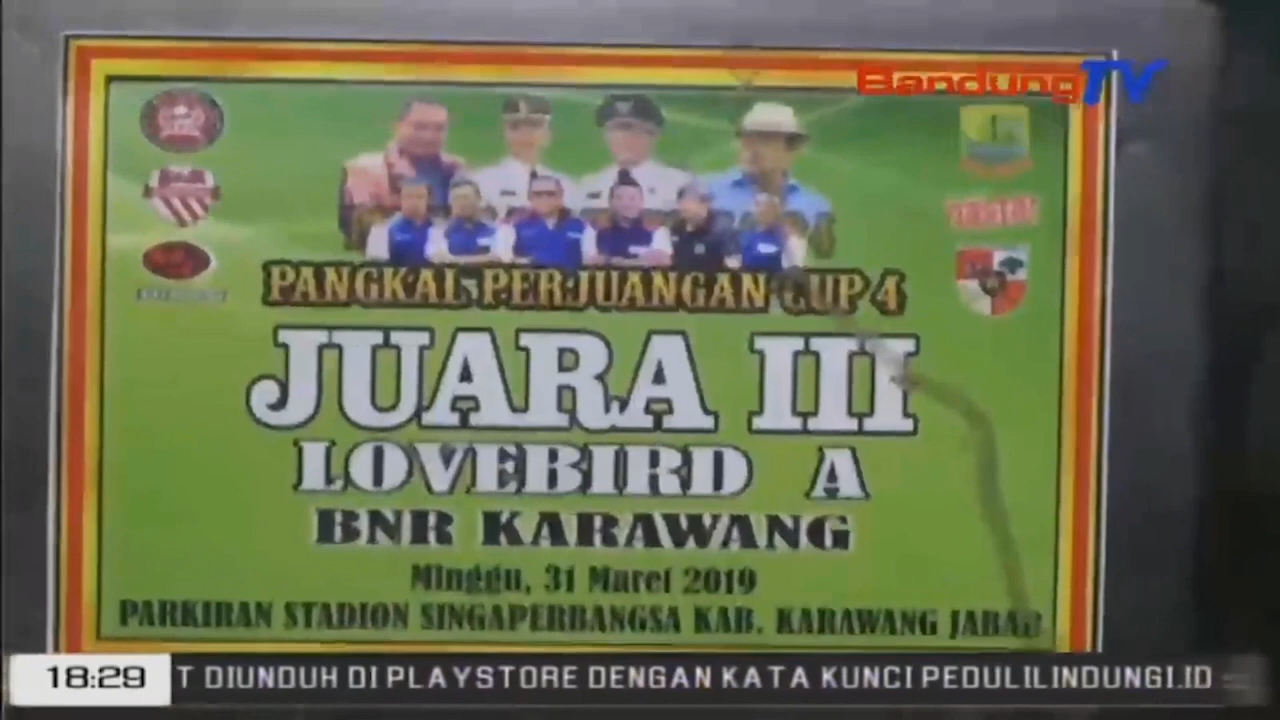 BandungTV
PANGKAL PERJUANGAN CUP 4
JUARA III
LOVEBIRD A
BNR KARAWANG
Minggu, 31 Maret 2019
PARKIRAN STADION SINGAPERBANGSA KAB. KARAWANG JABAR
18:29 T DIUNDUH DI PLAYSTORE DENGAN KATA KUNCI PEDULILINDUNGI.ID